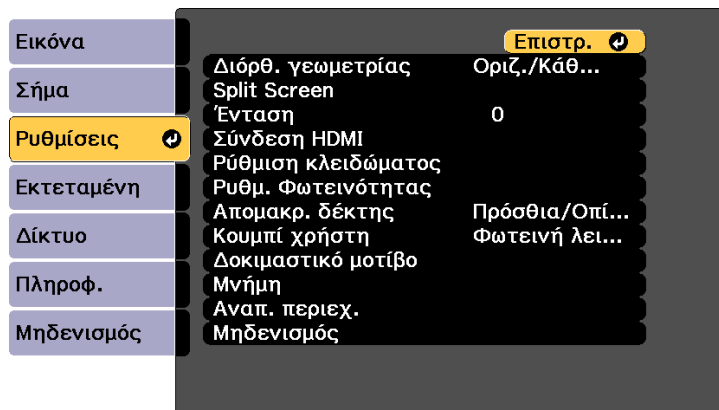 Εικόνα
Σήμα
Ρυθμίσεις
Εκτεταμένη
Δίκτυο
Πληροφ.
Μηδενισμός
Επιστρ.
Διόρθ. γεωμετρίας Οριζ./Κάθ...
Split Screen
Ένταση 0
Σύνδεση HDMI
Ρύθμιση κλειδώματος
Ρυθμ. Φωτεινότητας
Απομακρ. δέκτης Πρόσθια/Οπί...
Κουμπί χρήστη Φωτεινή λει...
Δοκιμαστικό μοτίβο
Μνήμη
Αναπ. περιεχ.
Μηδενισμός